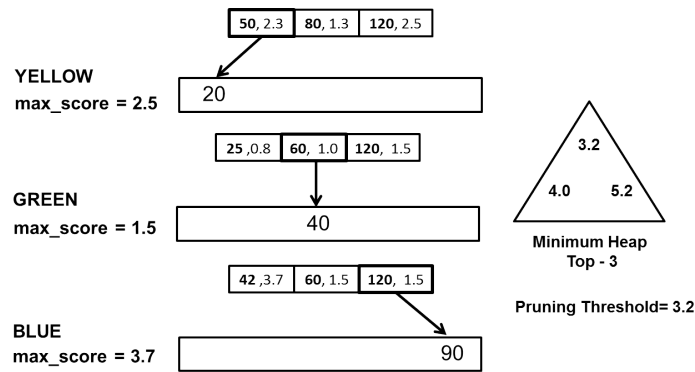 50, 2.3 80, 1.3 120, 2.5
YELLOW
max_score = 2.5
20
25 ,0.8 60, 1.0 120, 1.5
GREEN
max_score = 1.5
40
42 ,3.7 60, 1.5 120, 1.5
BLUE
max_score = 3.7
90
3.2
4.0 5.2
Minimum Heap
Top - 3
Pruning Threshold= 3.2